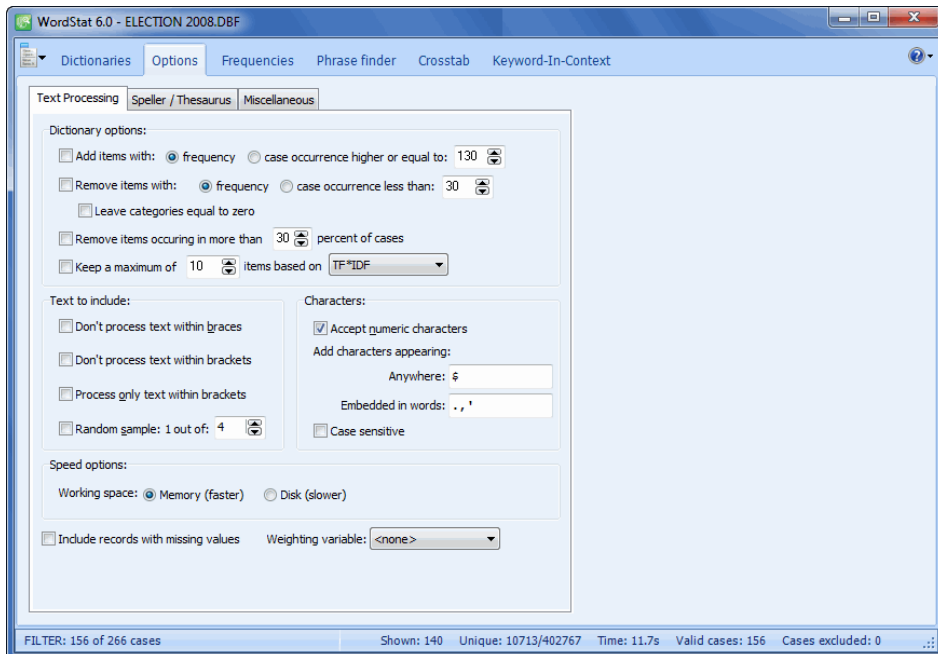 WordStat 6.0 - ELECTION 2008.DBF
Dictionaries Options Frequencies Phrase finder Crosstab Keyword-In-Context
Text Processing Speller / Thesaurus Miscellaneous
Dictionary options:
Add items with: frequency case occurrence higher or equal to: 130
Remove items with: frequency case occurrence less than: 30
Leave categories equal to zero
Remove items occuring in more than 30 percent of cases
Keep a maximum of 10 items based on TF*IDF
Text to include:
Don't process text within braces
Don't process text within brackets
Process only text within brackets
Random sample: 1 out of: 4
Characters:
Accept numeric characters
Add characters appearing:
Anywhere: $
Embedded in words: .,'
Case sensitive
Speed options:
Working space: Memory (faster) Disk (slower)
Include records with missing values Weighting variable: <none>
FILTER: 156 of 266 cases Shown: 140 Unique: 10713/402767 Time: 11.7s Valid cases: 156 Cases excluded: 0